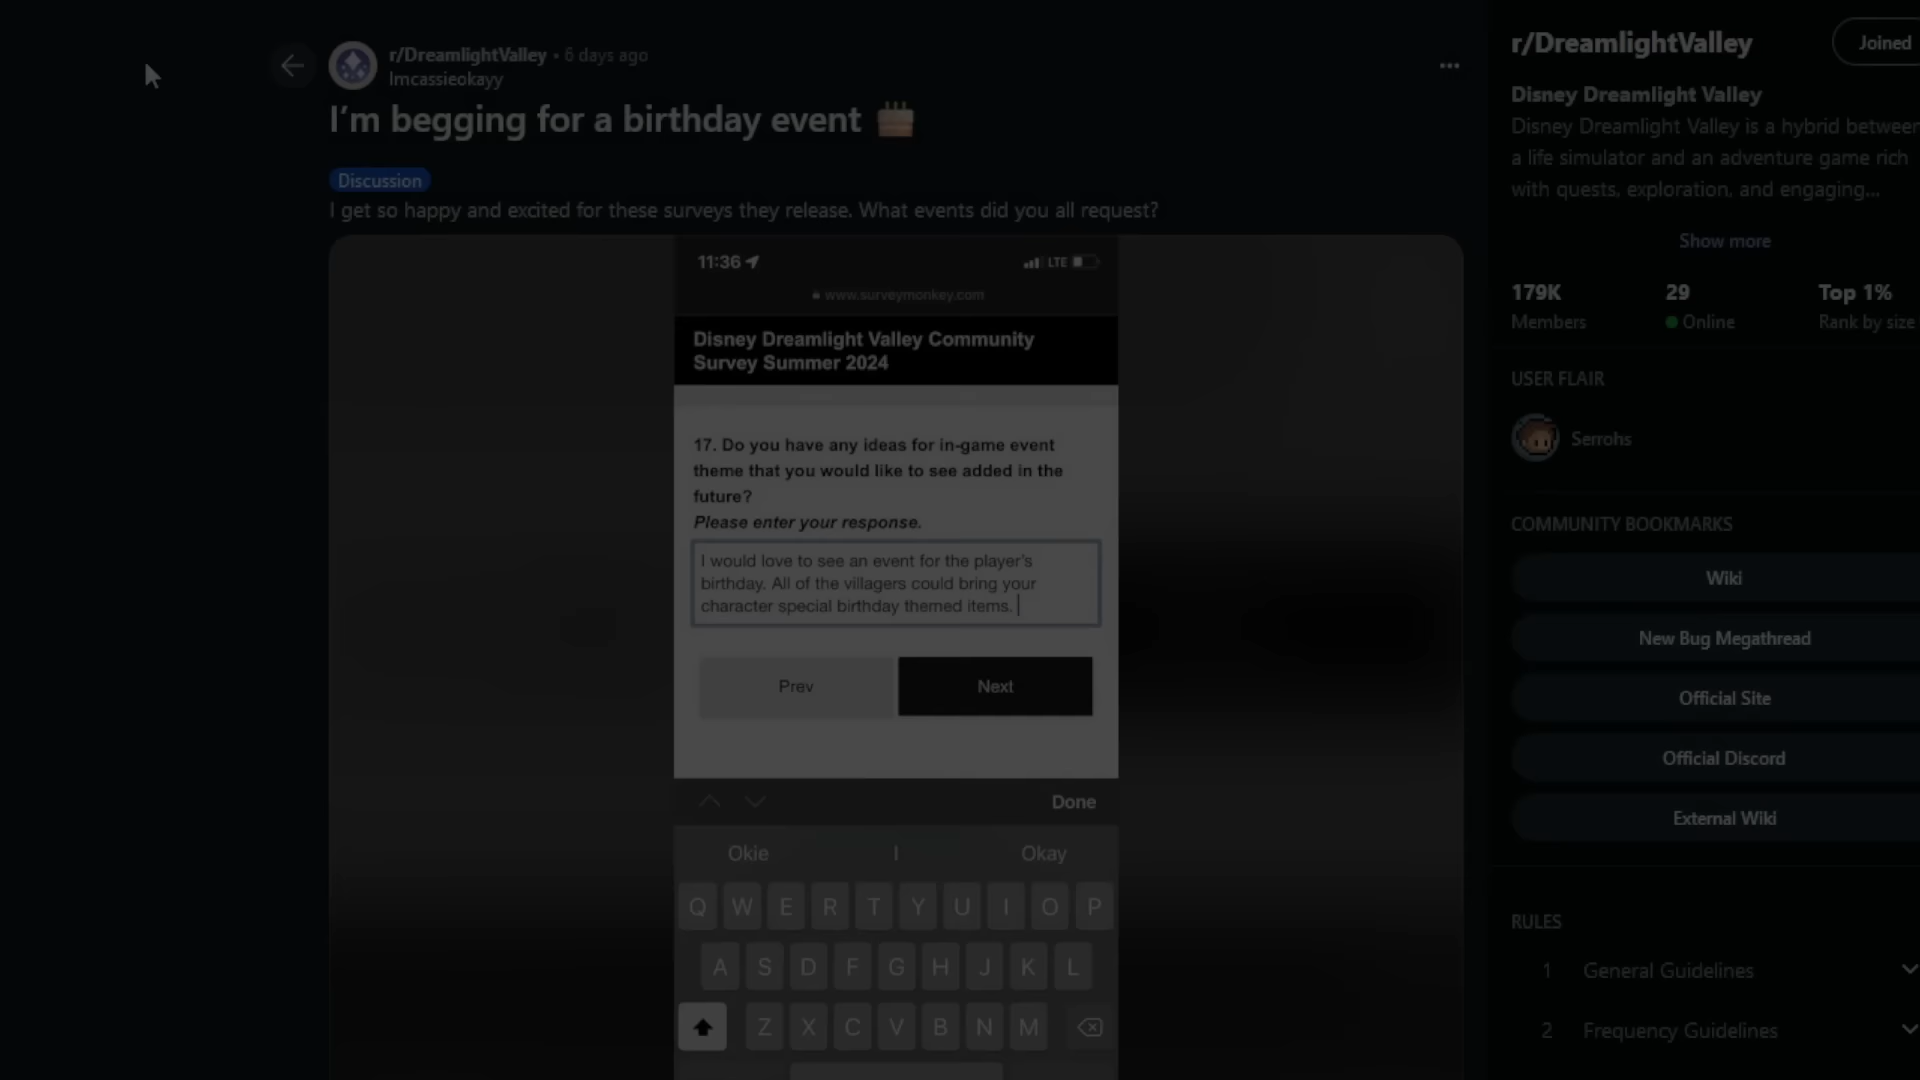 r/DreamlightValley • 6 days ago
Imcassieokayy
I’m begging for a birthday event
Discussion
I get so happy and excited for these surveys they release. What events did you all request?
11:36
LTE
www.surveymonkey.com
Disney Dreamlight Valley Community
Survey Summer 2024
17. Do you have any ideas for in-game event
theme that you would like to see added in the
future?
Please enter your response.
I would love to see an event for the player’s
birthday. All of the villagers could bring your
character special birthday themed items.
Prev
Next
Done
Okie
I
Okay
Q W E R T Y U I O P
A S D F G H J K L
Z X C V B N M
r/DreamlightValley
Joined
Disney Dreamlight Valley
Disney Dreamlight Valley is a hybrid between
a life simulator and an adventure game rich
with quests, exploration, and engaging...
Show more
179K
Members
29
Online
Top 1%
Rank by size
USER FLAIR
Serrohs
COMMUNITY BOOKMARKS
Wiki
New Bug Megathread
Official Site
Official Discord
External Wiki
RULES
1 General Guidelines
2 Frequency Guidelines